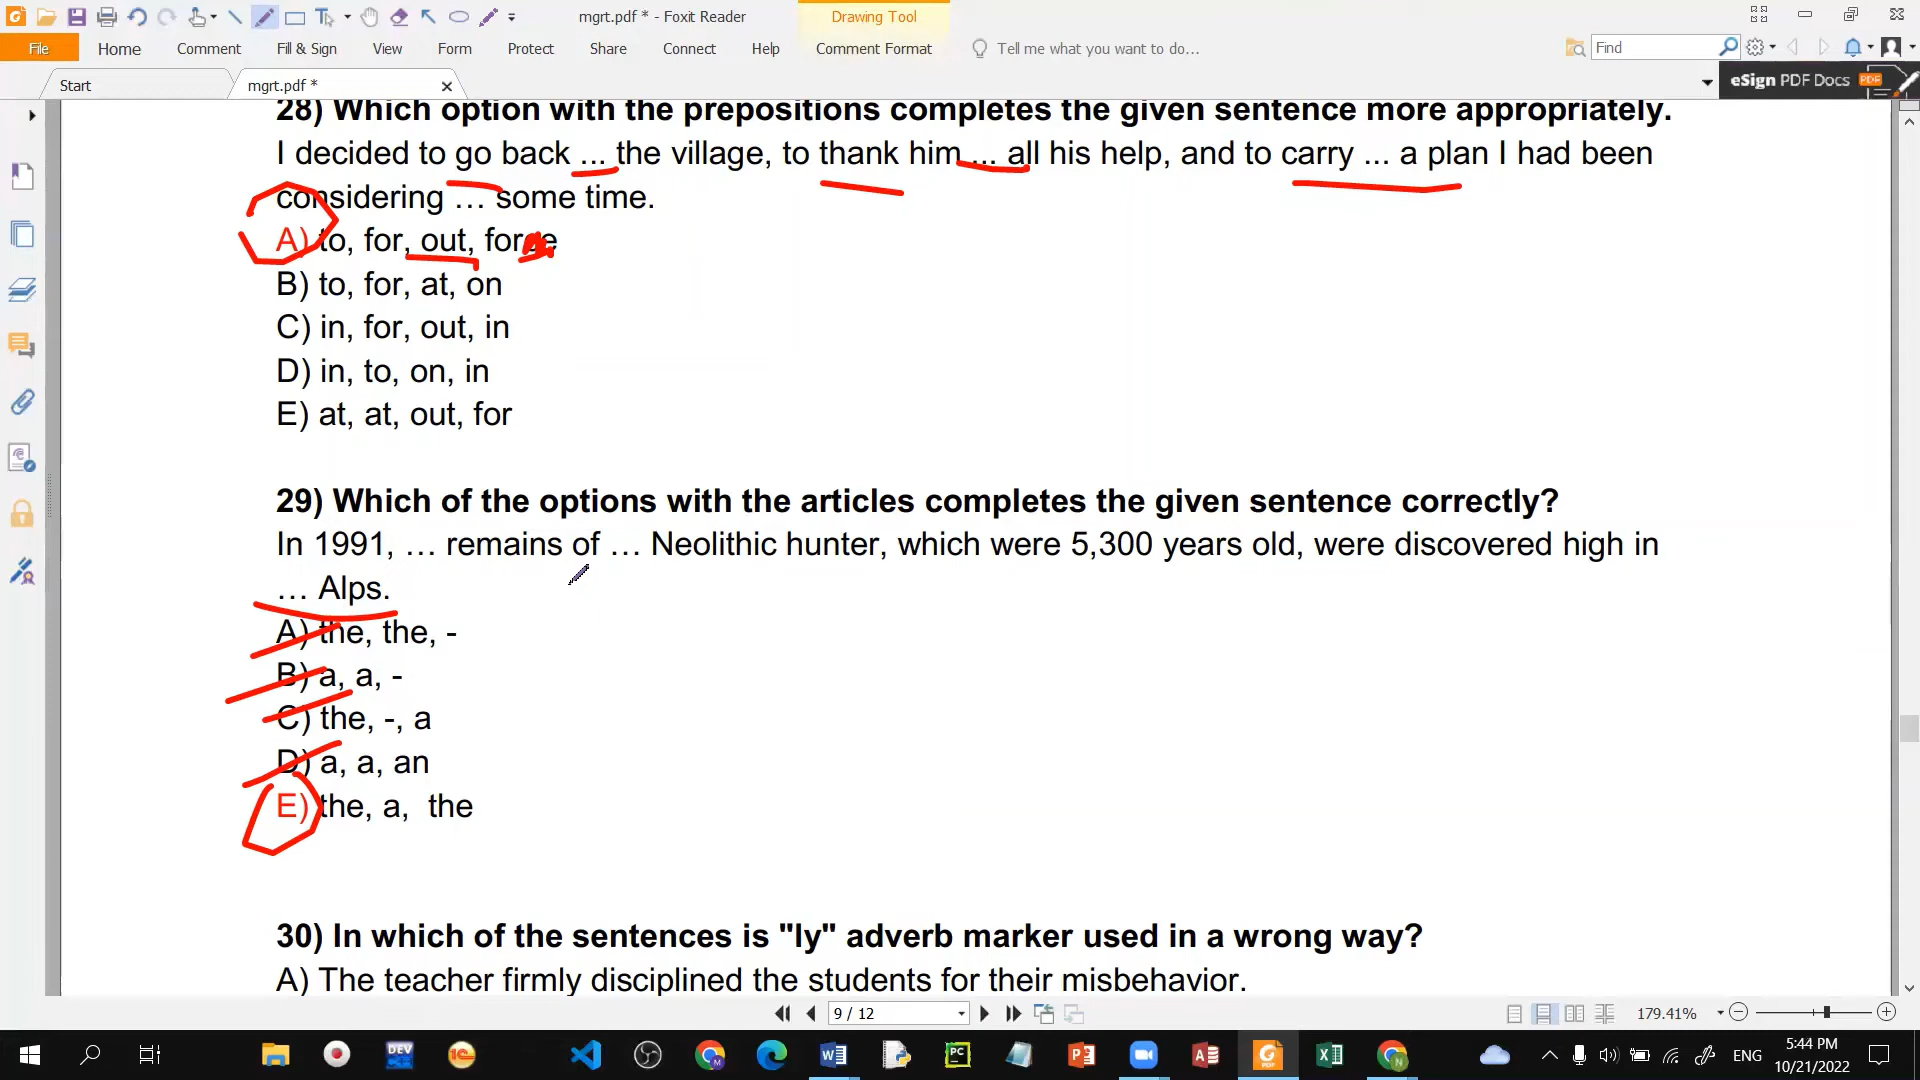 mgrt.pdf * - Foxit Reader
Drawing Tool
File
Home
Comment
Fill & Sign
View
Form
Protect
Share
Connect
Help
Comment Format
Tell me what you want to do...
Find
Start
mgrt.pdf *
eSign PDF Docs
PDF
28) Which option with the prepositions completes the given sentence more appropriately.
I decided to go back ... the village, to thank him ... all his help, and to carry ... a plan I had been
considering … some time.
A) to, for, out, for
B) to, for, at, on
C) in, for, out, in
D) in, to, on, in
E) at, at, out, for
29) Which of the options with the articles completes the given sentence correctly?
In 1991, … remains of … Neolithic hunter, which were 5,300 years old, were discovered high in
… Alps.
A) the, the, -
B) a, a, -
C) the, -, a
D) a, a, an
E) the, a,  the
30) In which of the sentences is "ly" adverb marker used in a wrong way?
A) The teacher firmly disciplined the students for their misbehavior.
9 / 12
179.41%
DEV
1C
PC
ENG
5:44 PM
10/21/2022